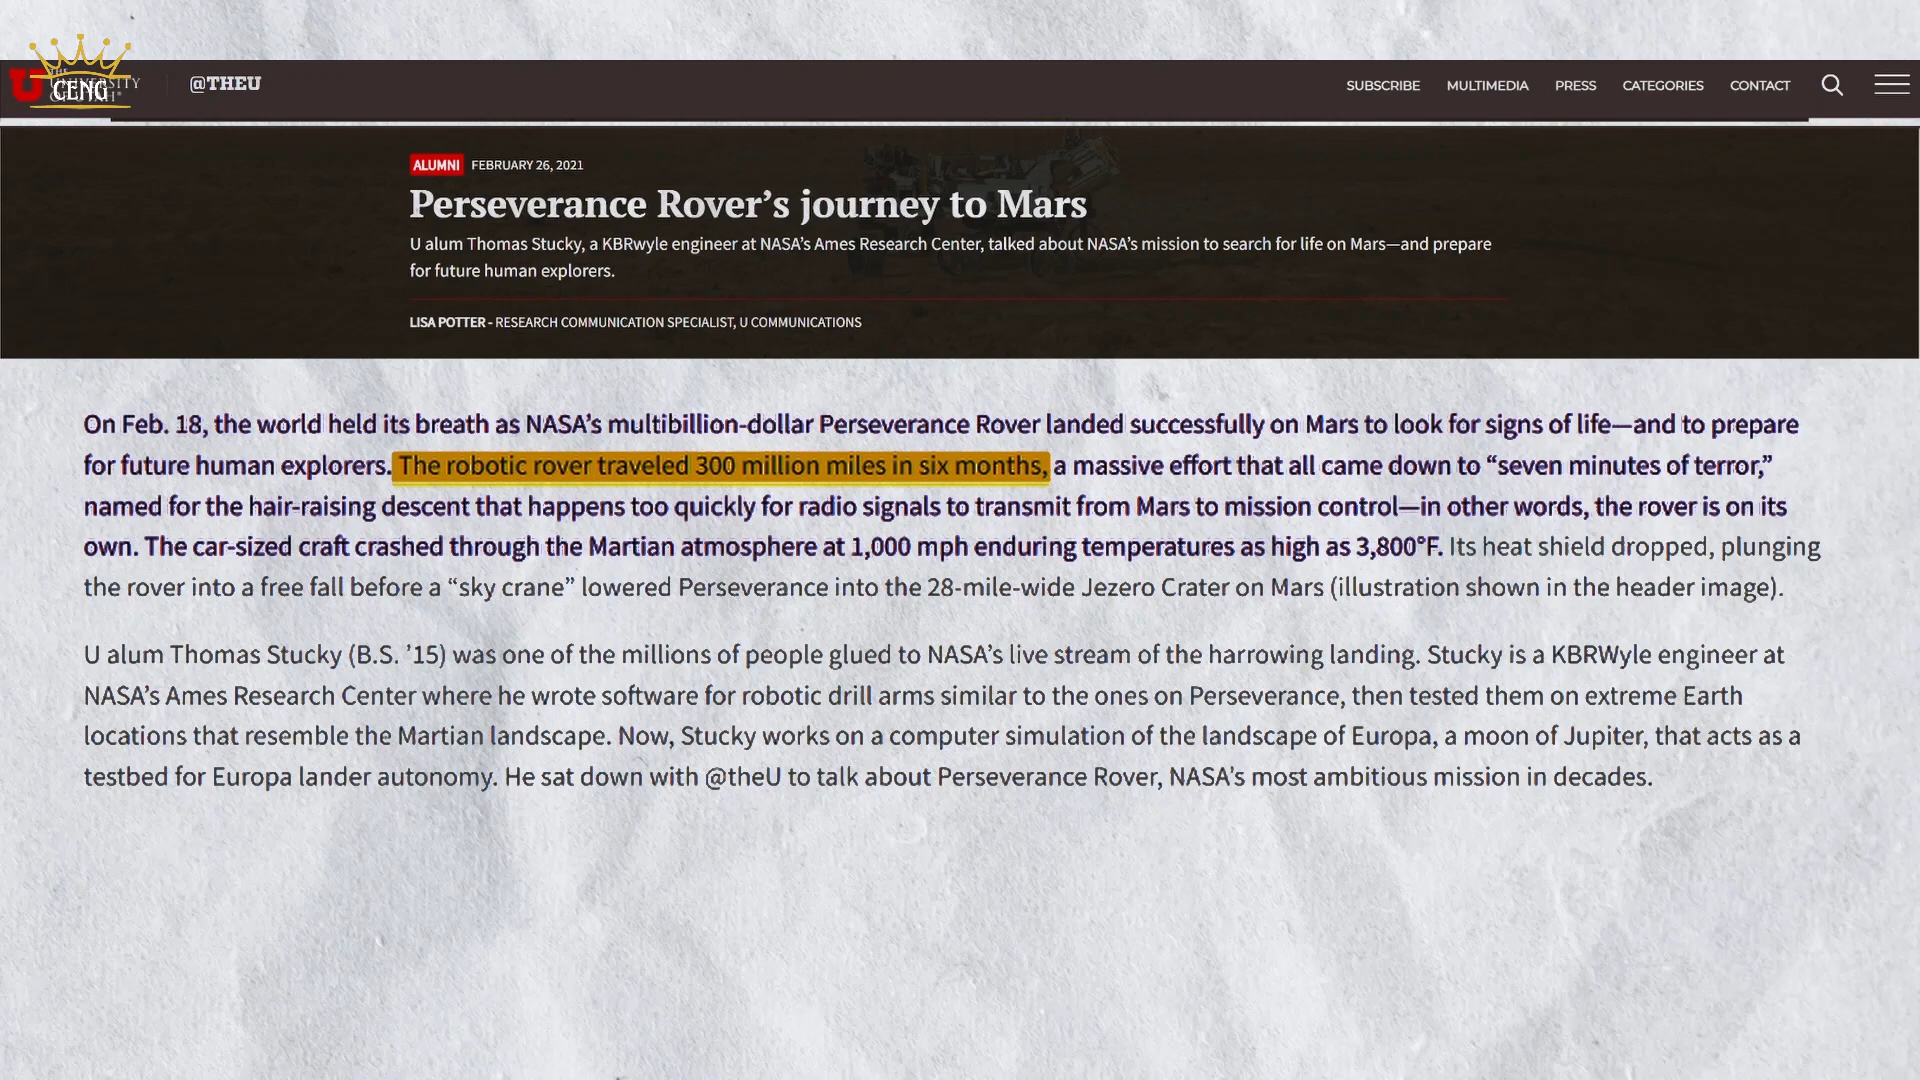 THE
UNIVERSITY
OF UTAH
CENG
@THEU
SUBSCRIBE MULTIMEDIA PRESS CATEGORIES CONTACT
ALUMNI FEBRUARY 26, 2021
Perseverance Rover’s journey to Mars
U alum Thomas Stucky, a KBRwyle engineer at NASA’s Ames Research Center, talked about NASA’s mission to search for life on Mars—and prepare
for future human explorers.
LISA POTTER - RESEARCH COMMUNICATION SPECIALIST, U COMMUNICATIONS
On Feb. 18, the world held its breath as NASA’s multibillion-dollar Perseverance Rover landed successfully on Mars to look for signs of life—and to prepare
for future human explorers. The robotic rover traveled 300 million miles in six months, a massive effort that all came down to “seven minutes of terror,”
named for the hair-raising descent that happens too quickly for radio signals to transmit from Mars to mission control—in other words, the rover is on its
own. The car-sized craft crashed through the Martian atmosphere at 1,000 mph enduring temperatures as high as 3,800°F. Its heat shield dropped, plunging
the rover into a free fall before a “sky crane” lowered Perseverance into the 28-mile-wide Jezero Crater on Mars (illustration shown in the header image).
U alum Thomas Stucky (B.S. ’15) was one of the millions of people glued to NASA’s live stream of the harrowing landing. Stucky is a KBRWyle engineer at
NASA’s Ames Research Center where he wrote software for robotic drill arms similar to the ones on Perseverance, then tested them on extreme Earth
locations that resemble the Martian landscape. Now, Stucky works on a computer simulation of the landscape of Europa, a moon of Jupiter, that acts as a
testbed for Europa lander autonomy. He sat down with @theU to talk about Perseverance Rover, NASA’s most ambitious mission in decades.